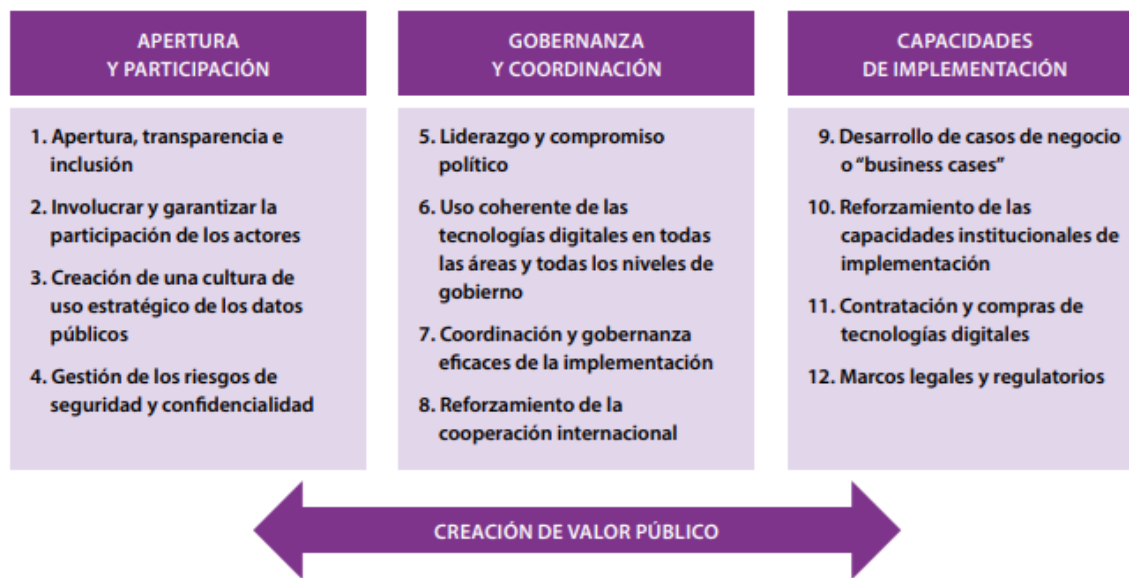 APERTURA
Y PARTICIPACIÓN
1. Apertura, transparencia e
inclusión
2. Involucrar y garantizar la
participación de los actores
3. Creación de una cultura de
uso estratégico de los datos
públicos
4. Gestión de los riesgos de
seguridad y confidencialidad
GOBERNANZA
Y COORDINACIÓN
5. Liderazgo y compromiso
político
6. Uso coherente de las
tecnologías digitales en todas
las áreas y todas los niveles de
gobierno
7. Coordinación y gobernanza
eficaces de la implementación
8. Reforzamiento de la
cooperación internacional
CAPACIDADES
DE IMPLEMENTACIÓN
9. Desarrollo de casos de negocio
o “business cases”
10. Reforzamiento de las
capacidades institucionales de
implementación
11. Contratación y compras de
tecnologías digitales
12. Marcos legales y regulatorios
CREACIÓN DE VALOR PÚBLICO